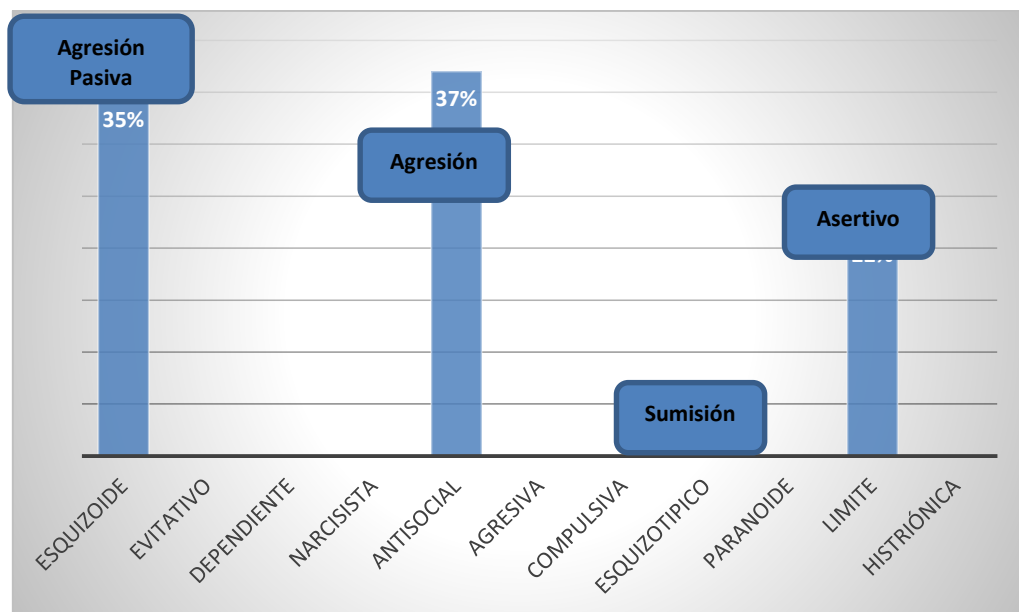 Agresión
Pasiva
35%
37%
Agresión
Asertivo
Sumisión
ESQUIZOIDE
EVITATIVO
DEPENDIENTE
NARCISISTA
ANTISOCIAL
AGRESIVA
COMPULSIVA
ESQUIZOTIPICO
PARANOIDE
LIMITE
HISTRIÓNICA